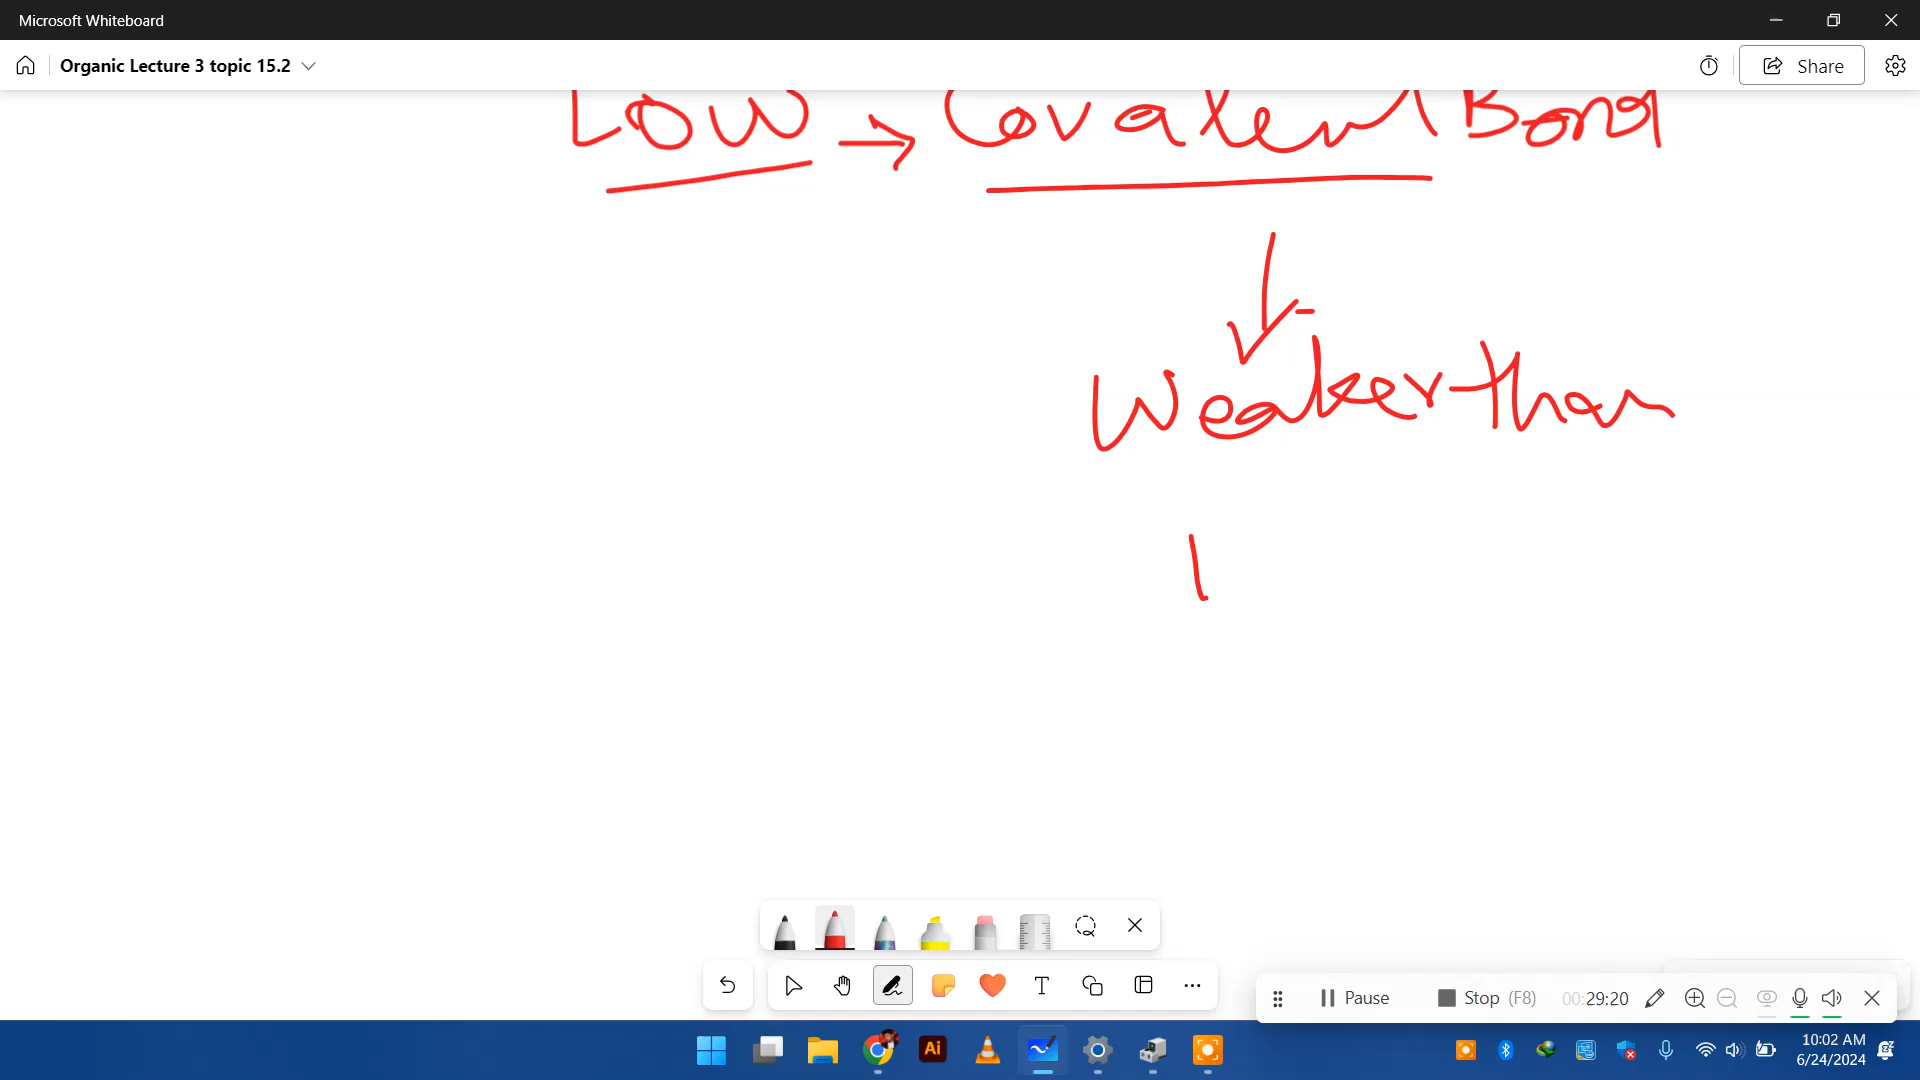 Microsoft Whiteboard
Organic Lecture 3 topic 15.2
Share
Low → Covalent Bond
Weaker than
Pause
Stop (F8)
00:29:20
Ai
10:02 AM
6/24/2024